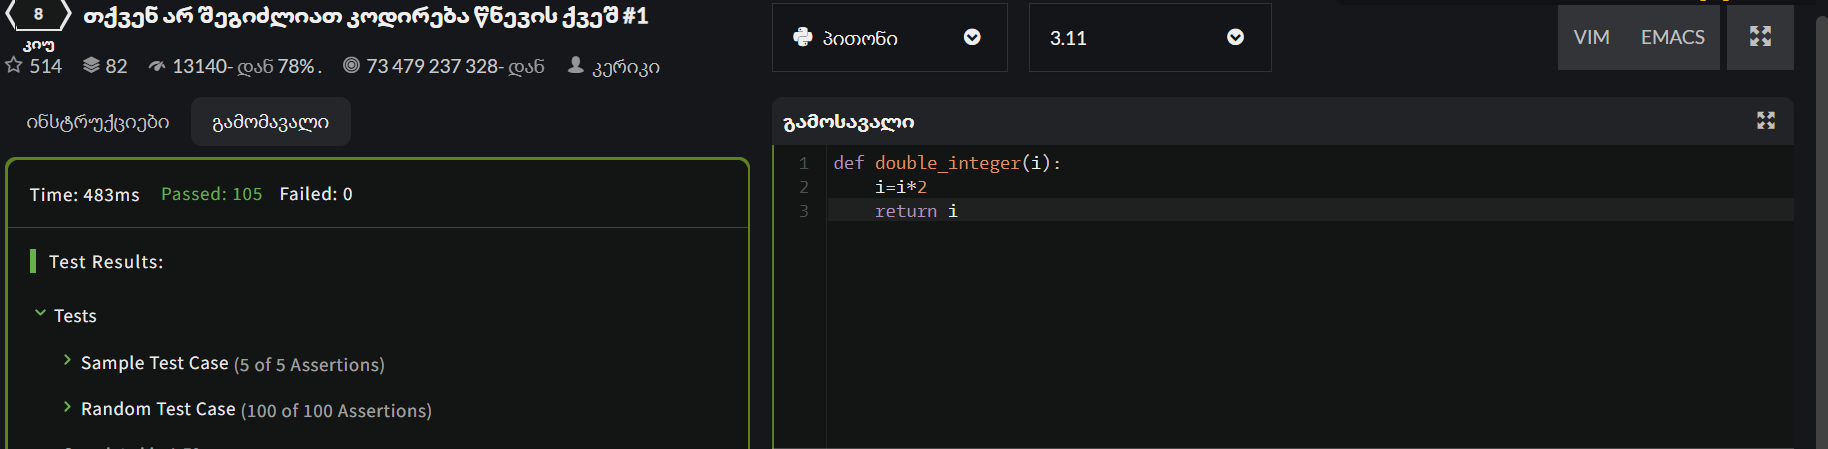 8
კიუ
თქვენ არ შეგიძლიათ კოდირება წნევის ქვეშ #1
514 82 13140- დან 78% . 73 479 237 328- დან კერიკი
პითონი
3.11
VIM EMACS
ინსტრუქციები გამომავალი
Time: 483ms Passed: 105 Failed: 0
Test Results:
Tests
Sample Test Case (5 of 5 Assertions)
Random Test Case (100 of 100 Assertions)
გამოსავალი
1 def double_integer(i):
2 i=i*2
3 return i